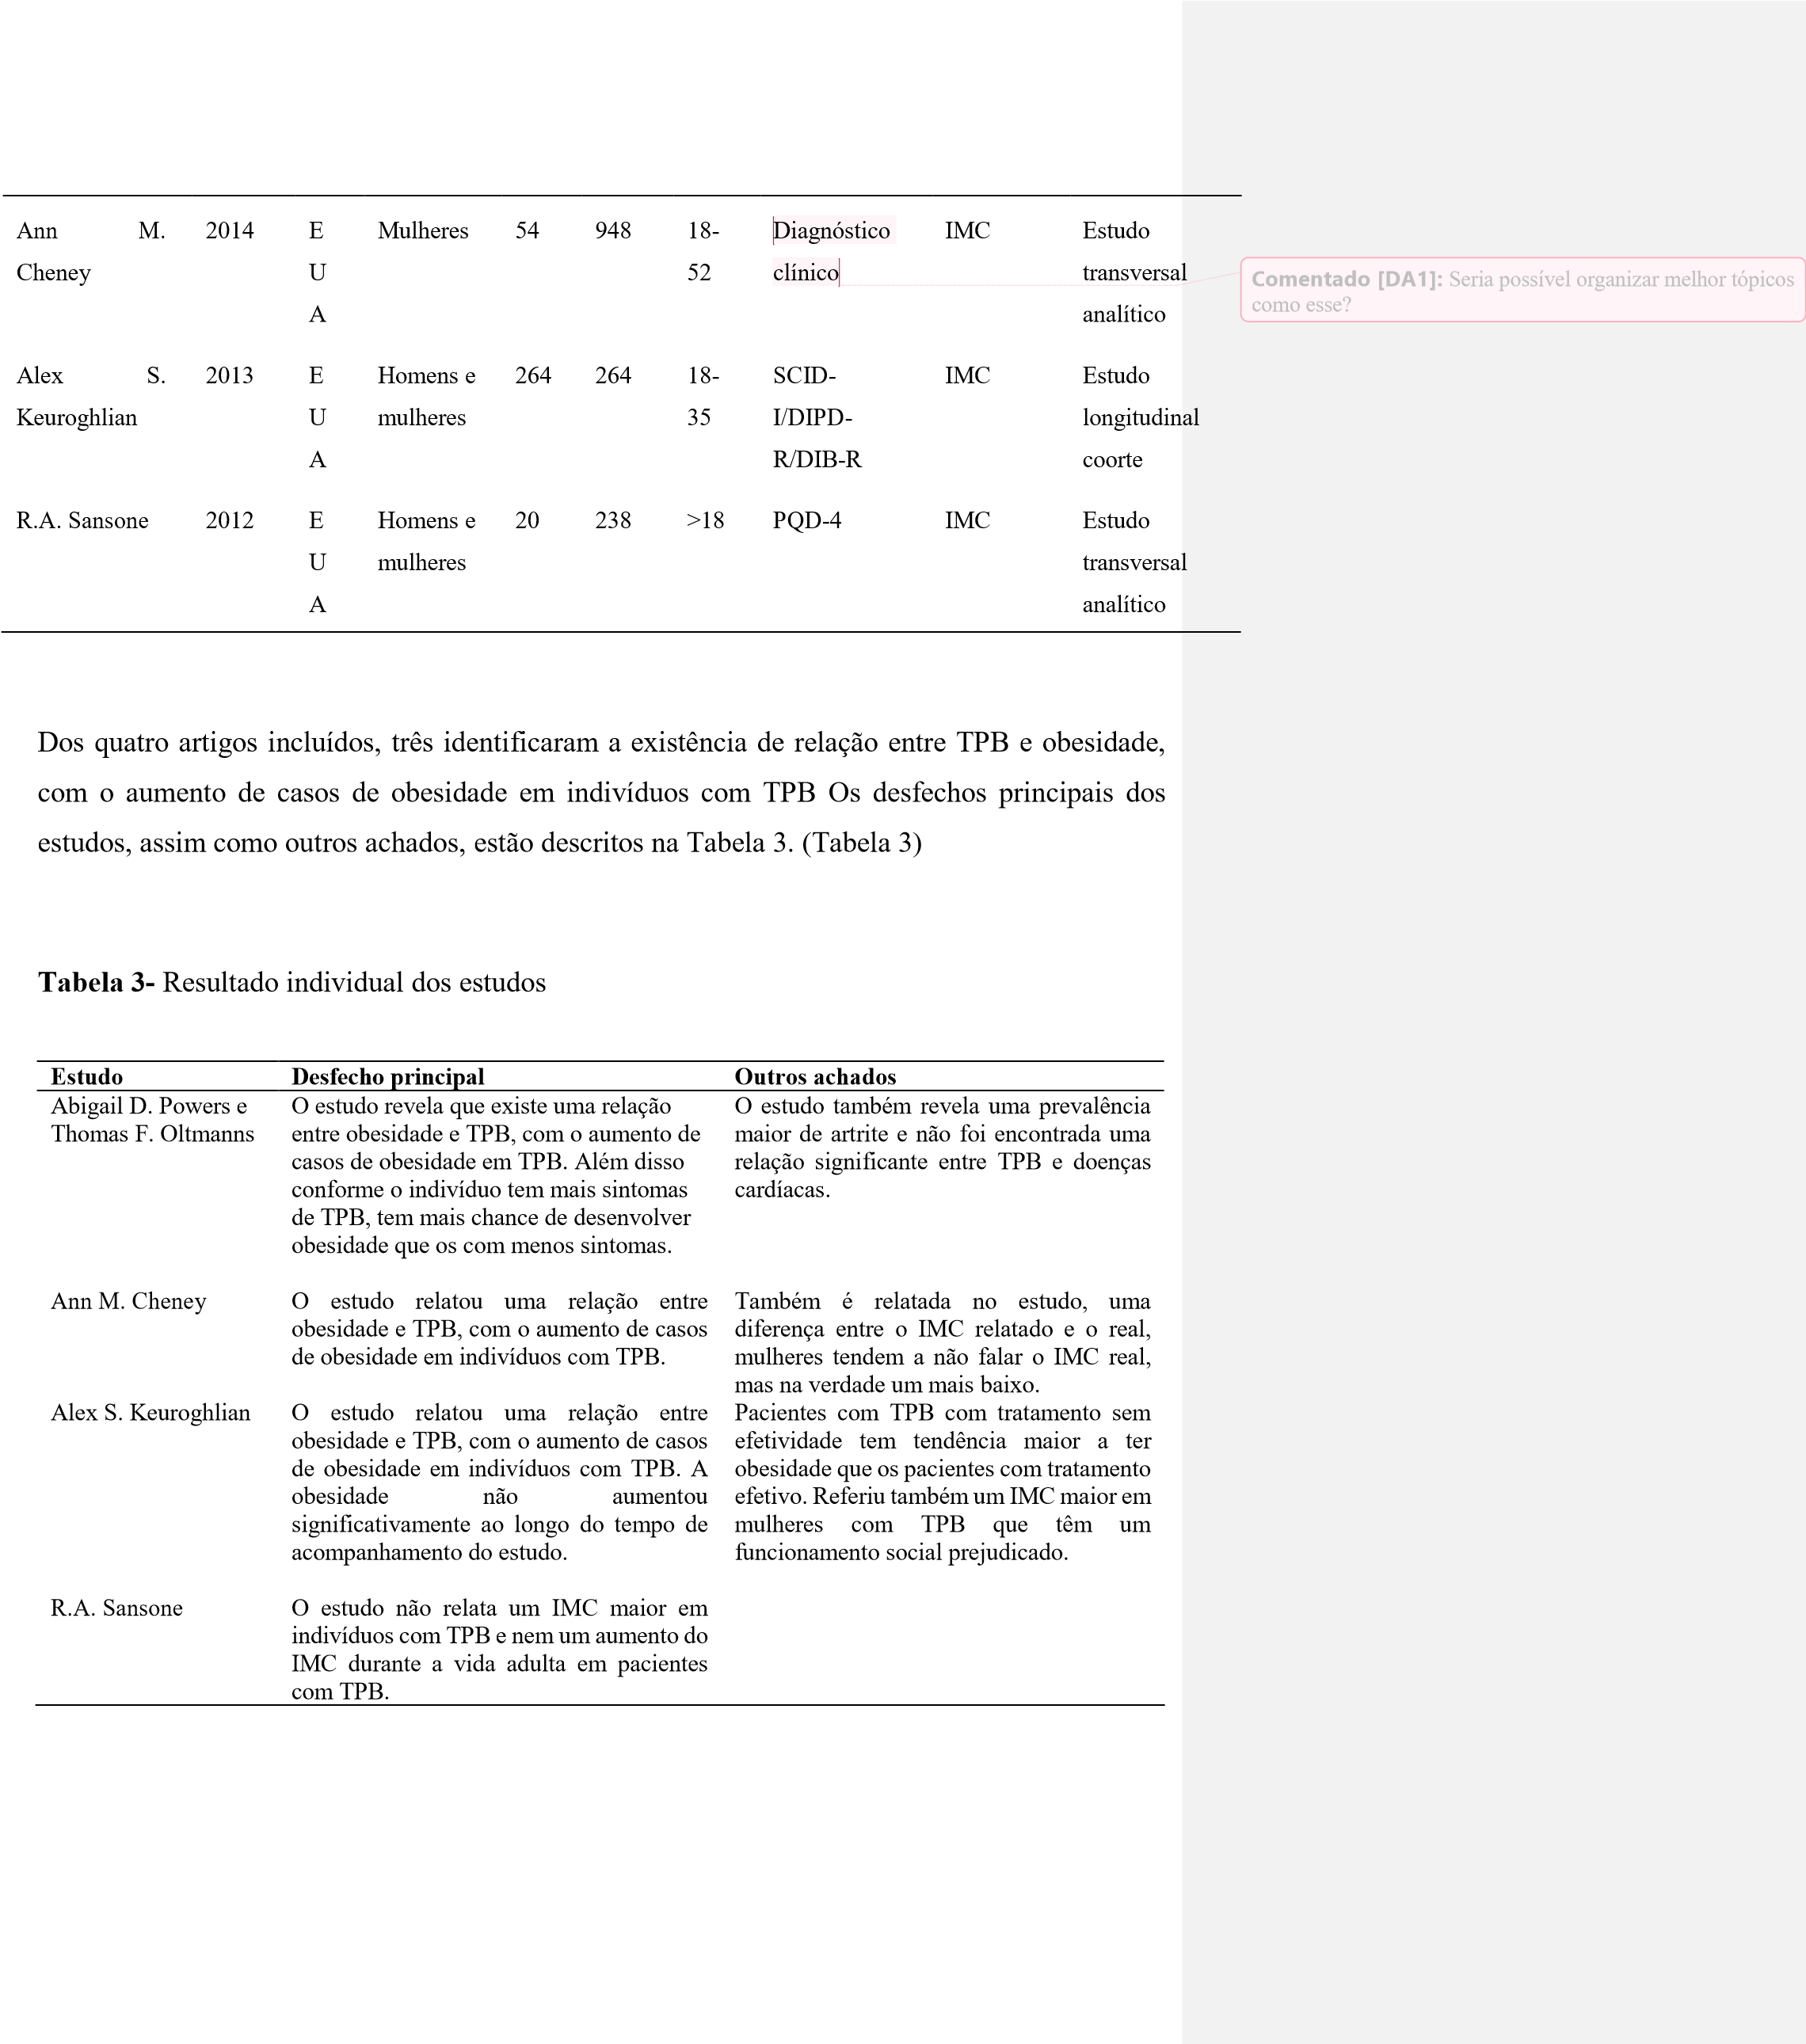 Ann M. 2014 E Mulheres 54 948 18- Diagnóstico IMC Estudo
Cheney U 52 clínico transversal
A analítico
Comentado [DA1]: Seria possível organizar melhor tópicos
como esse?
Alex S. 2013 E Homens e 264 264 18- SCID- IMC Estudo
Keuroghlian U mulheres 35 I/DIPD- longitudinal
A R/DIB-R coorte
R.A. Sansone 2012 E Homens e 20 238 >18 PQD-4 IMC Estudo
U mulheres transversal
A analítico
Dos quatro artigos incluídos, três identificaram a existência de relação entre TPB e obesidade,
com o aumento de casos de obesidade em indivíduos com TPB Os desfechos principais dos
estudos, assim como outros achados, estão descritos na Tabela 3. (Tabela 3)
Tabela 3- Resultado individual dos estudos
Estudo Desfecho principal Outros achados
Abigail D. Powers e O estudo revela que existe uma relação O estudo também revela uma prevalência
Thomas F. Oltmanns entre obesidade e TPB, com o aumento de maior de artrite e não foi encontrada uma
casos de obesidade em TPB. Além disso relação significante entre TPB e doenças
conforme o indivíduo tem mais sintomas cardíacas.
de TPB, tem mais chance de desenvolver
obesidade que os com menos sintomas.
Ann M. Cheney O estudo relatou uma relação entre Também é relatada no estudo, uma
obesidade e TPB, com o aumento de casos diferença entre o IMC relatado e o real,
de obesidade em indivíduos com TPB. mulheres tendem a não falar o IMC real,
mas na verdade um mais baixo.
Alex S. Keuroghlian O estudo relatou uma relação entre Pacientes com TPB com tratamento sem
obesidade e TPB, com o aumento de casos efetividade tem tendência maior a ter
de obesidade em indivíduos com TPB. A obesidade que os pacientes com tratamento
obesidade não aumentou efetivo. Referiu também um IMC maior em
significativamente ao longo do tempo de mulheres com TPB que têm um
acompanhamento do estudo. funcionamento social prejudicado.
R.A. Sansone O estudo não relata um IMC maior em
indivíduos com TPB e nem um aumento do
IMC durante a vida adulta em pacientes
com TPB.